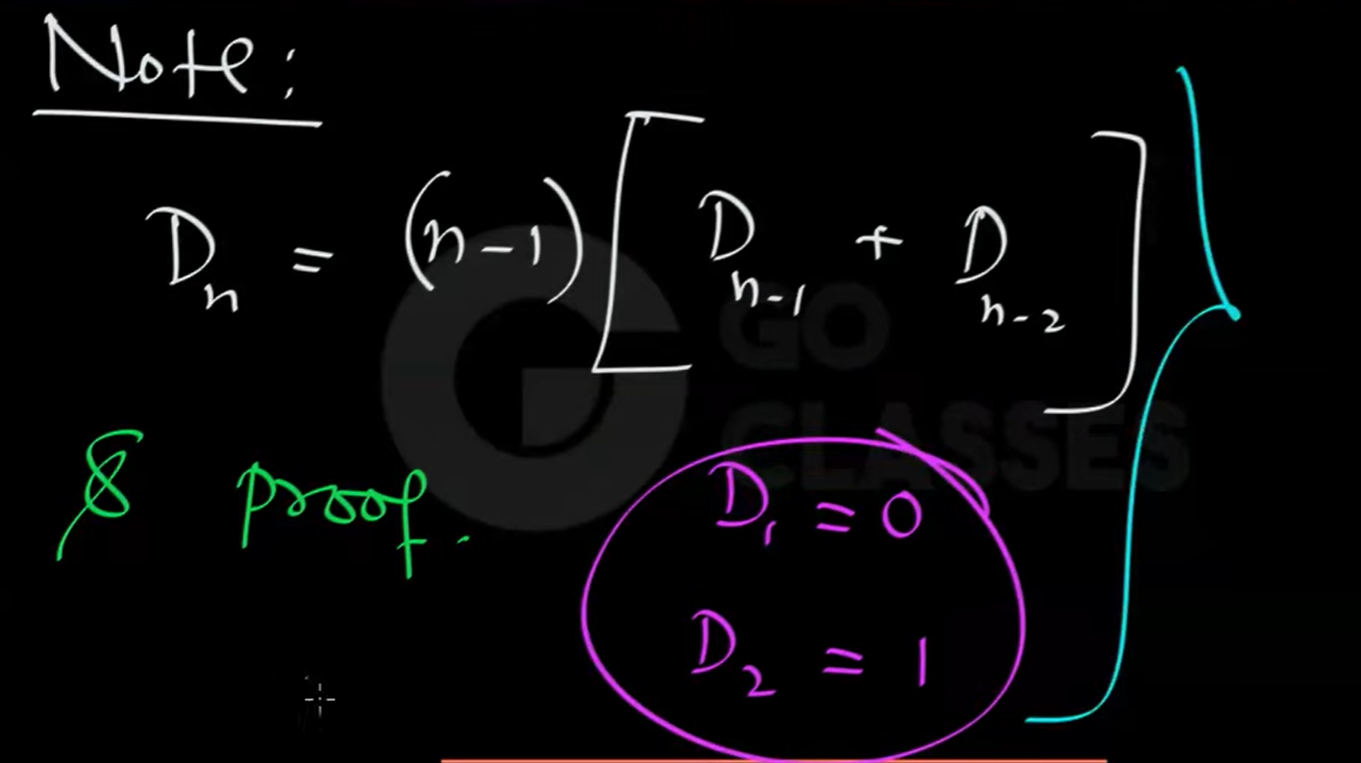 Note:
Dₙ = (n-1) [ Dₙ₋₁ + Dₙ₋₂ ]
GO
CLASSES
& proof.
D₁ = 0
D₂ = 1